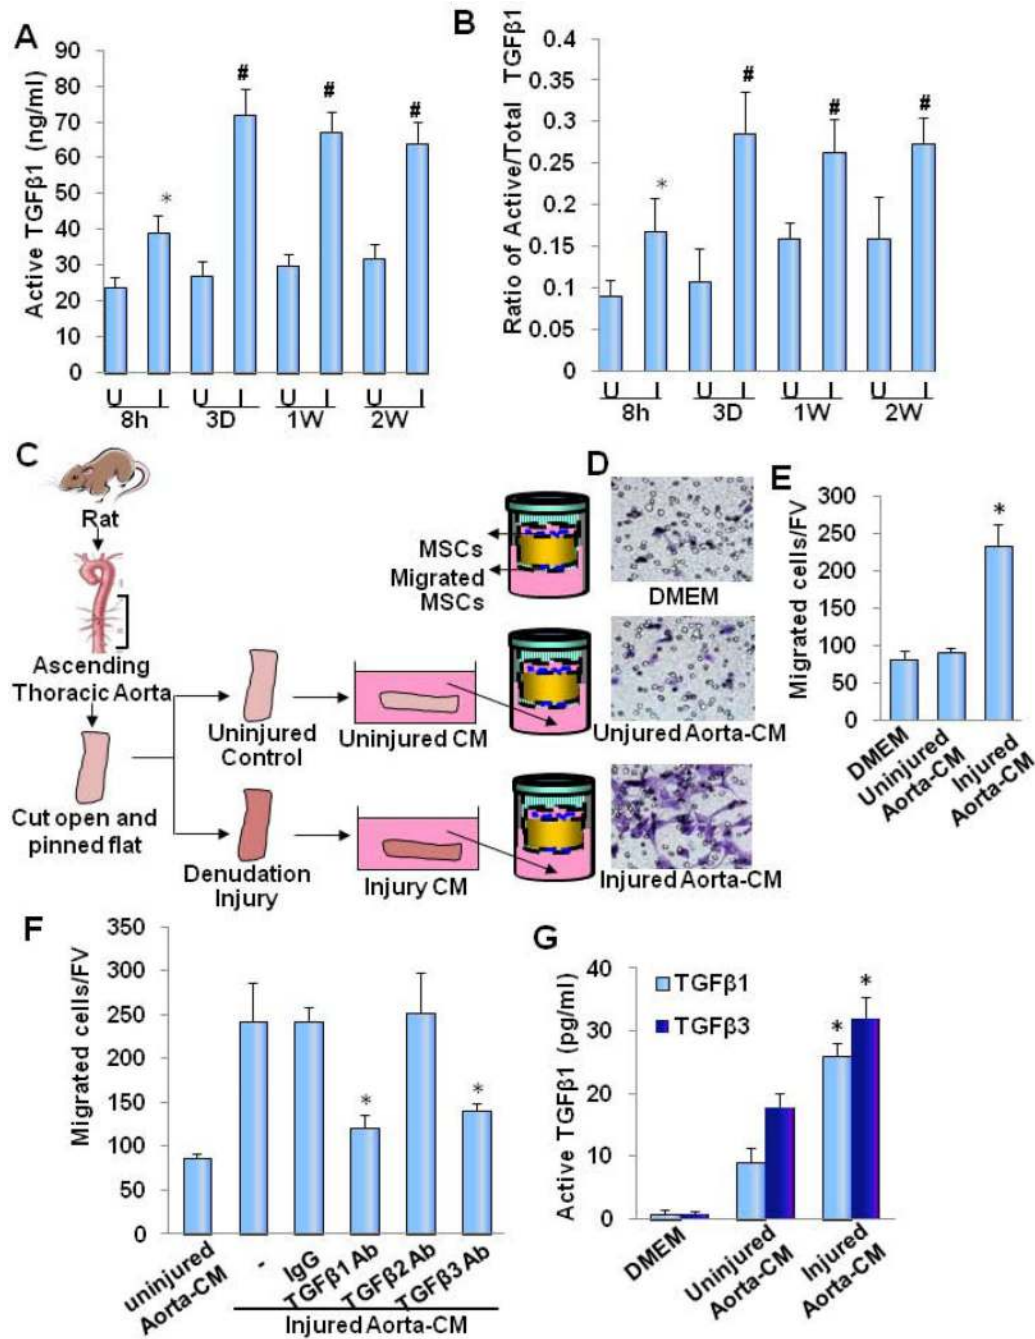 A
Active TGFβ1 (ng/ml)
90
80
70
60
50
40
30
20
10
0
*
#
#
#
U I U I U I U I
8h 3D 1W 2W
B
Ratio of Active/Total TGFβ1
0.4
0.35
0.3
0.25
0.2
0.15
0.1
0.05
0
*
#
#
#
U I U I U I U I
8h 3D 1W 2W
C
Rat
Ascending
Thoracic Aorta
Cut open and
pinned flat
Uninjured
Control
Denudation
Injury
Uninjured CM
Injury CM
MSCs
Migrated
MSCs
D
DMEM
Unjured Aorta-CM
Injured Aorta-CM
E
Migrated cells/FV
300
250
200
150
100
50
0
*
DMEM
Uninjured
Aorta-CM
Injured
Aorta-CM
F
Migrated cells/FV
350
300
250
200
150
100
50
0
*
*
uninjured
Aorta-CM
-
IgG
TGFβ1 Ab
TGFβ2 Ab
TGFβ3 Ab
Injured Aorta-CM
G
Active TGFβ1 (pg/ml)
40
30
20
10
0
TGFβ1
TGFβ3
*
*
DMEM
Uninjured
Aorta-CM
Injured
Aorta-CM